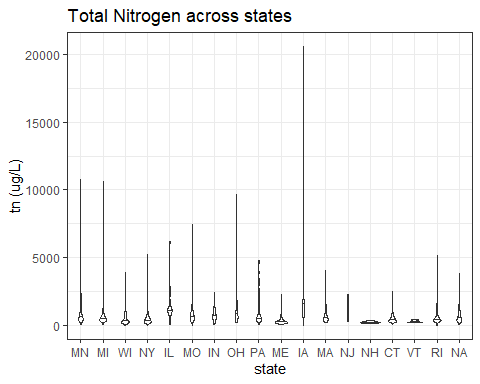 Total Nitrogen across states
20000
15000
10000
5000
0
tn (ug/L)
MN MI WI NY IL MO IN OH PA ME IA MA NJ NH CT VT RI NA
state